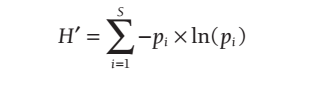 H′ = ∑_{i=1}^{S} −p_i × ln(p_i)